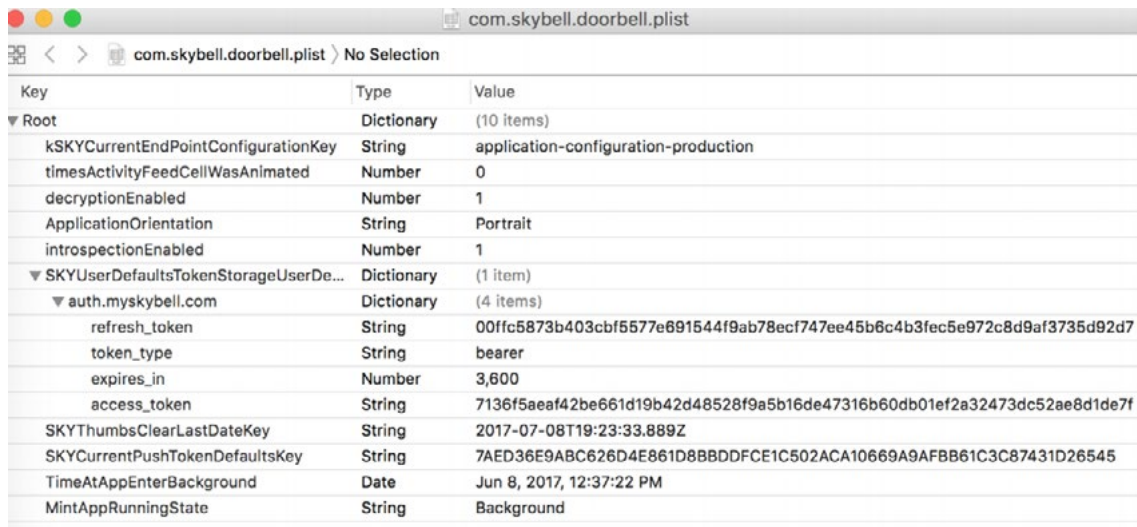 com.skybell.doorbell.plist
com.skybell.doorbell.plist No Selection
Key Type Value
Root Dictionary (10 items)
kSKYCurrentEndPointConfigurationKey String application-configuration-production
timesActivityFeedCellWasAnimated Number 0
decryptionEnabled Number 1
ApplicationOrientation String Portrait
introspectionEnabled Number 1
SKYUserDefaultsTokenStorageUserDe... Dictionary (1 item)
auth.myskybell.com Dictionary (4 items)
refresh_token String 00ffc5873b403cbf5577e691544f9ab78ecf747ee45b6c4b3fec5e972c8d9af3735d92d7
token_type String bearer
expires_in Number 3,600
access_token String 7136f5aeaf42be661d19b42d48528f9a5b16de47316b60db01ef2a32473dc52ae8d1de7f
SKYThumbsClearLastDateKey String 2017-07-08T19:23:33.889Z
SKYCurrentPushTokenDefaultsKey String 7AED36E9ABC626D4E861D8BBDDFCE1C502ACA10669A9AFBB61C3C87431D26545
TimeAtAppEnterBackground Date Jun 8, 2017, 12:37:22 PM
MintAppRunningState String Background